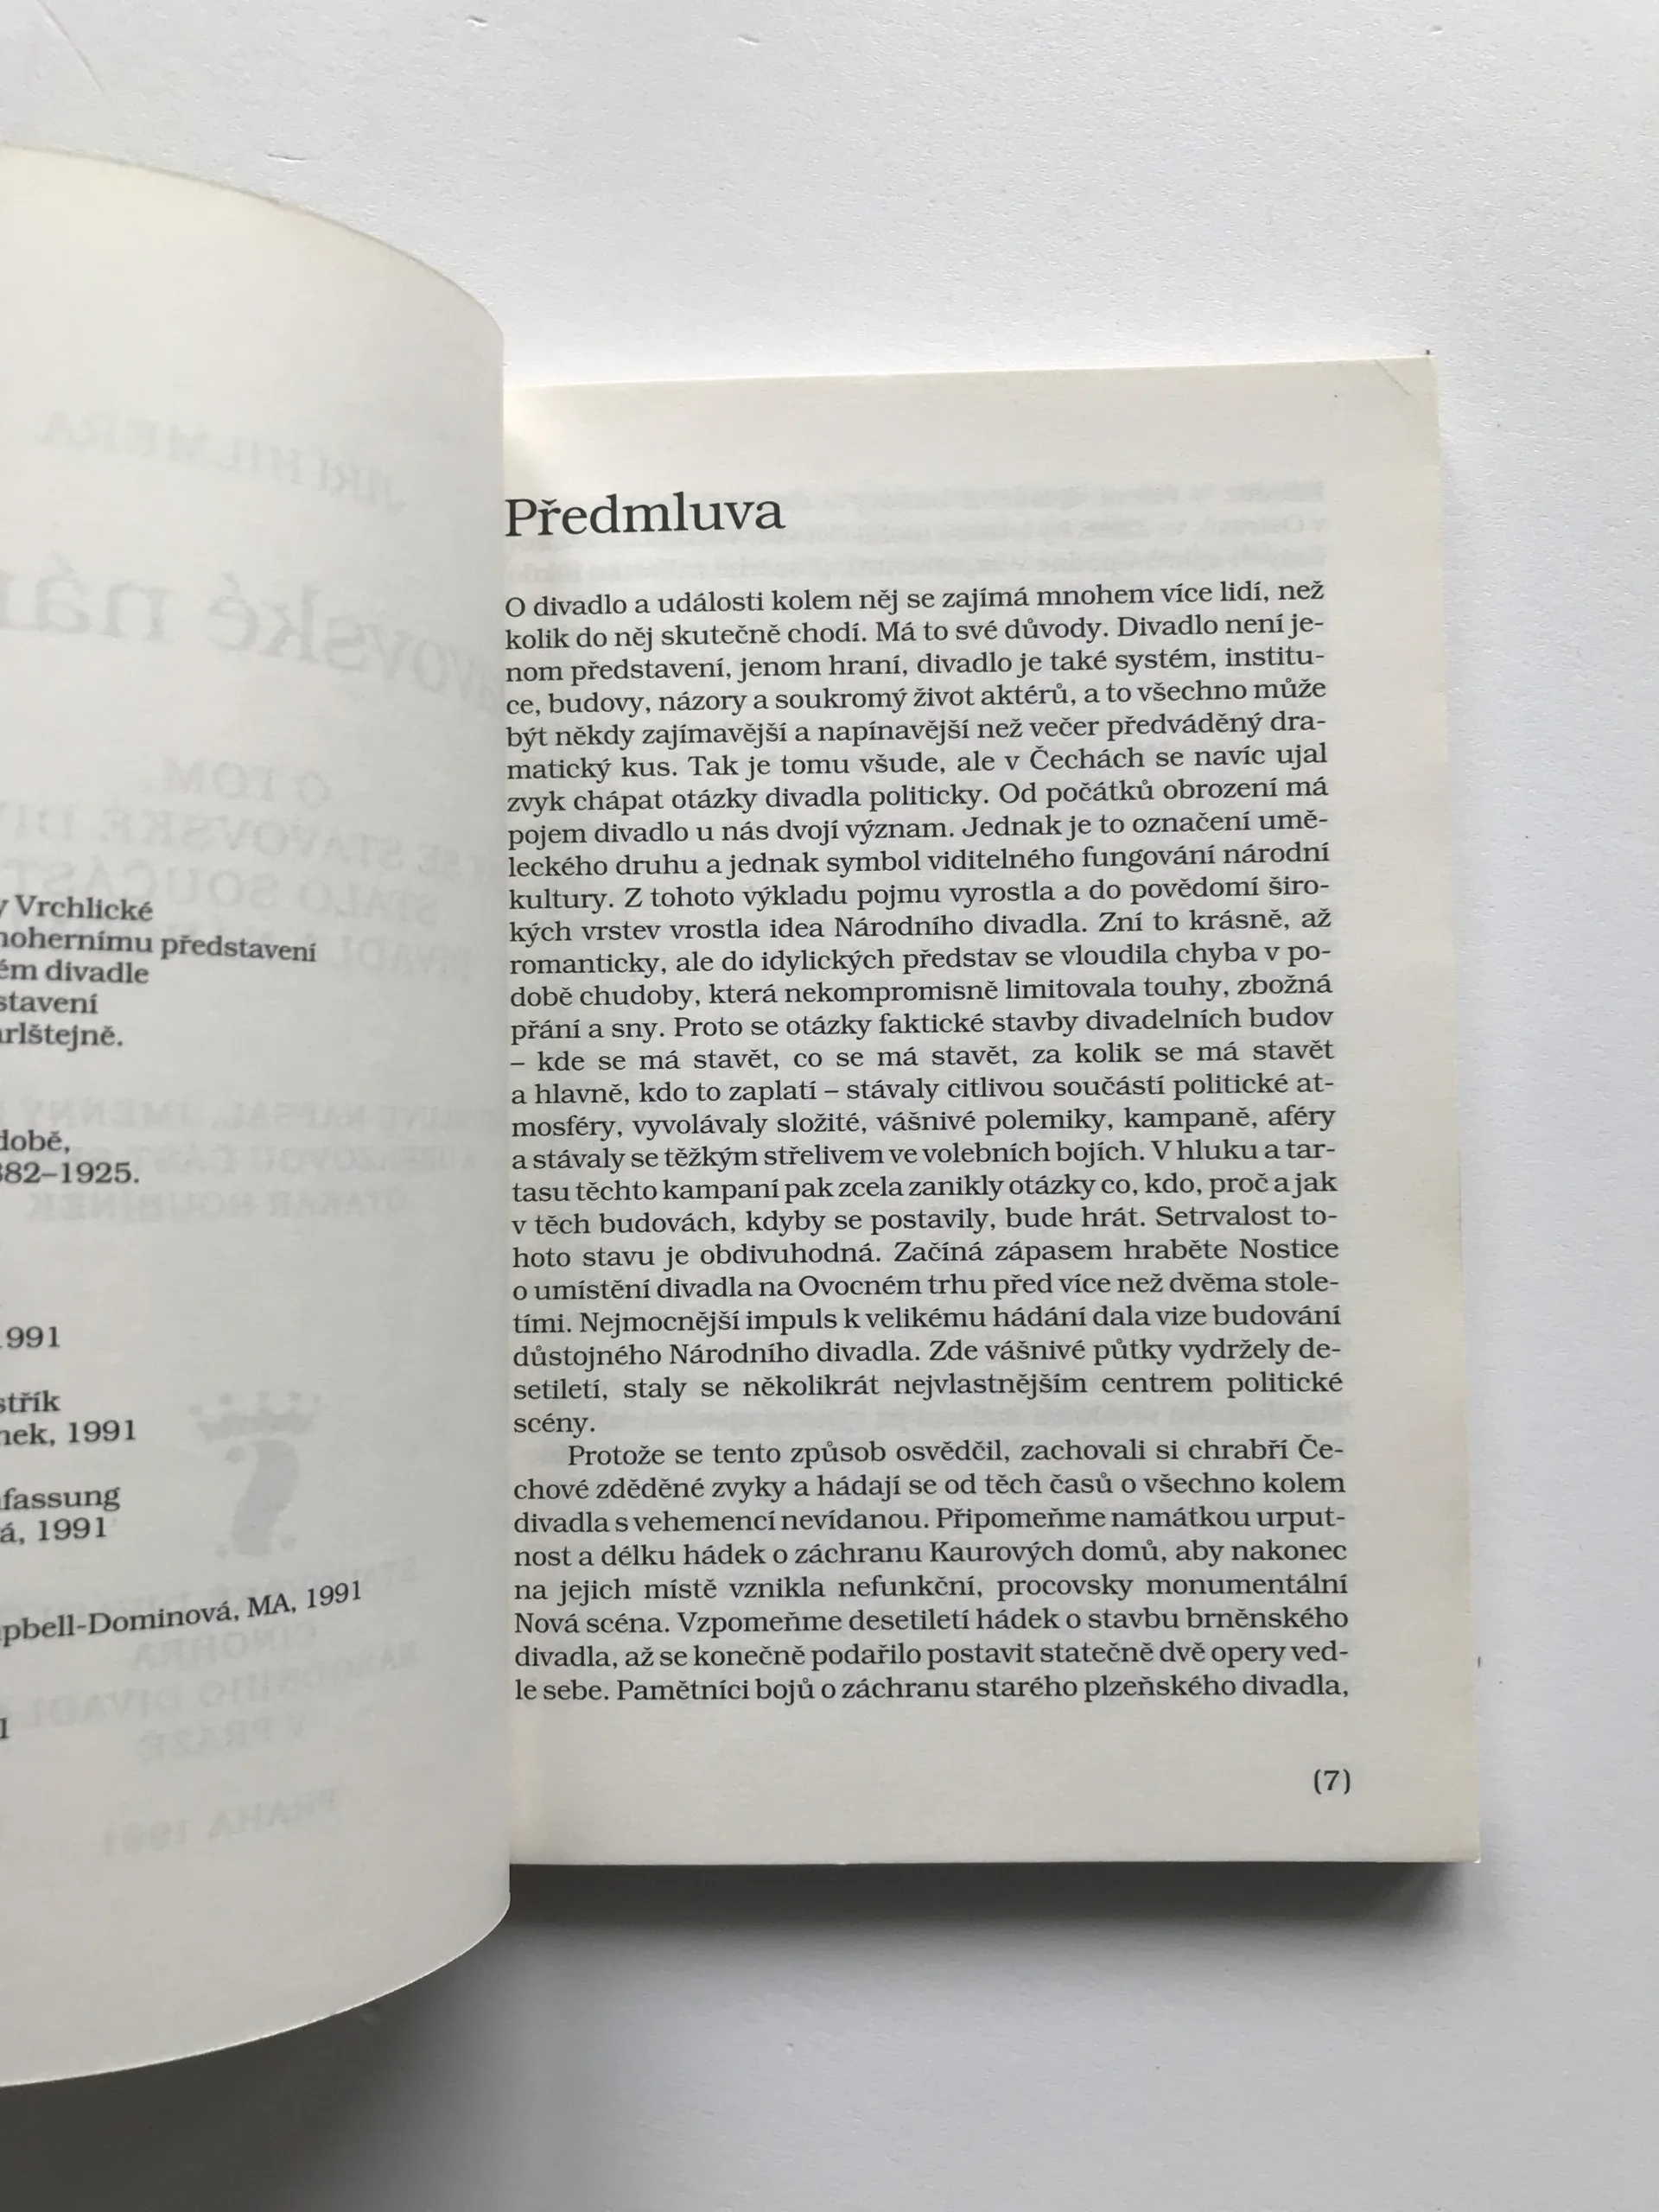 Vrchlické
představení
divadle
době,
1991
1991
fassung
1991
MA, 1991
Předmluva
O divadlo a události kolem něj se zajímá mnohem více lidí, než
kolik do něj skutečně chodí. Má to své důvody. Divadlo není je-
nom představení, jenom hraní, divadlo je také systém, institu-
ce, budovy, názory a soukromý život aktérů, a to všechno může
být někdy zajímavější a napínavější než večer předváděný dra-
matický kus. Tak je tomu všude, ale v Čechách se navíc ujal
zvyk chápat otázky divadla politicky. Od počátků obrození má
pojem divadlo u nás dvojí význam. Jednak je to označení umě-
leckého druhu a jednak symbol viditelného fungování národní
kultury. Z tohoto výkladu pojmu vyrostla a do povědomí širo-
kých vrstev vrostla idea Národního divadla. Zní to krásně, až
romanticky, ale do idylických představ se vloudila chyba v po-
době chudoby, která nekompromisně limitovala touhy, zbožná
přání a sny. Proto se otázky faktické stavby divadelních budov
– kde se má stavět, co se má stavět, za kolik se má stavět
a hlavně, kdo to zaplatí – stávaly citlivou součástí politické at-
mosféry, vyvolávaly složité, vášnivé polemiky, kampaně, aféry
a stávaly se těžkým střelivem ve volebních bojích. V hluku a tar-
tasu těchto kampaní pak zcela zanikly otázky co, kdo, proč a jak
v těch budovách, kdyby se postavily, bude hrát. Setrvalost to-
hoto stavu je obdivuhodná. Začíná zápasem hraběte Nostice
o umístění divadla na Ovocném trhu před více než dvěma stole-
tími. Nejmocnější impuls k velikému hádání dala vize budování
důstojného Národního divadla. Zde vášnivé půtky vydržely de-
setiletí, staly se několikrát nejvlastnějším centrem politické
scény.
Protože se tento způsob osvědčil, zachovali si chrabří Če-
chové zděděné zvyky a hádají se od těch časů o všechno kolem
divadla s vehemencí nevídanou. Připomeňme namátkou urput-
nost a délku hádek o záchranu Kaurových domů, aby nakonec
na jejich místě vznikla nefunkční, procovsky monumentální
Nová scéna. Vzpomeňme desetiletí hádek o stavbu brněnského
divadla, až se konečně podařilo postavit statečně dvě opery ved-
le sebe. Pamětníci bojů o záchranu starého plzeňského divadla,
(7)